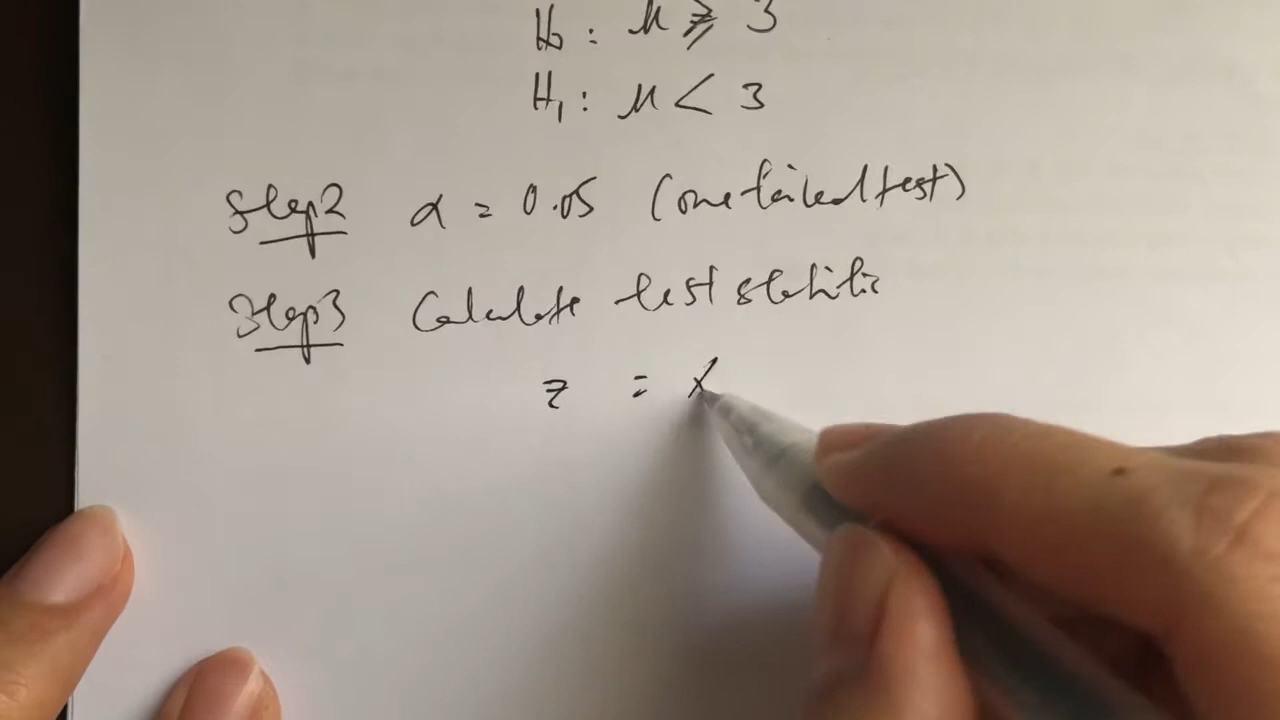 H₀ : μ ⩾ 3
H₁ : μ < 3
Step2 α = 0.05 (one tailed test)
Step3 Calculate test statistic
z = x